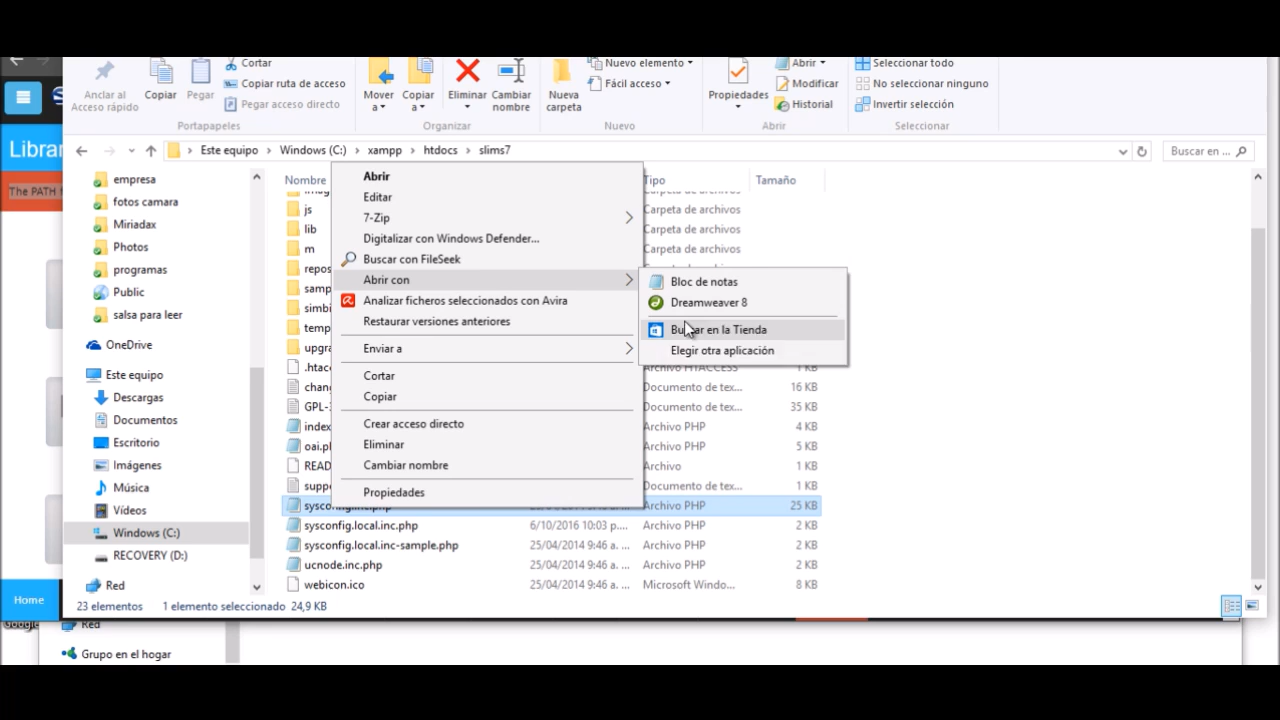 Cortar
Copiar ruta de acceso
Pegar acceso directo
Anclar al
Acceso rápido
Copiar
Pegar
Portapapeles
Mover
a
Copiar
a
Eliminar
Cambiar
nombre
Organizar
Nuevo elemento
Fácil acceso
Nueva
carpeta
Nuevo
Propiedades
Abrir
Modificar
Historial
Abrir
Seleccionar todo
No seleccionar ninguno
Invertir selección
Seleccionar
Este equipo > Windows (C:) > xampp > htdocs > slims7
Buscar en ...
The PATH
empresa
fotos camara
Miriadax
Photos
programas
Public
salsa para leer
OneDrive
Este equipo
Descargas
Documentos
Escritorio
Imágenes
Música
Vídeos
Windows (C:)
RECOVERY (D:)
Red
Nombre Tipo Tamaño
js Carpeta de archivos
lib Carpeta de archivos
m Carpeta de archivos
Abrir
Editar
7-Zip
Digitalizar con Windows Defender...
Buscar con FileSeek
Abrir con
Analizar ficheros seleccionados con Avira
Restaurar versiones anteriores
Enviar a
Cortar
Copiar
Crear acceso directo
Eliminar
Cambiar nombre
Propiedades
Bloc de notas
Dreamweaver 8
Buscar en la Tienda
Elegir otra aplicación
Documento de tex... 16 KB
Documento de tex... 35 KB
index Archivo PHP 4 KB
oai.p Archivo PHP 5 KB
READ Archivo 1 KB
supp Documento de tex... 1 KB
sysconfig.inc.php Archivo PHP 25 KB
sysconfig.local.inc.php 6/10/2016 10:03 p.... Archivo PHP 2 KB
sysconfig.local.inc-sample.php 25/04/2014 9:46 a. ... Archivo PHP 2 KB
ucnode.inc.php 25/04/2014 9:46 a. ... Archivo PHP 2 KB
webicon.ico 25/04/2014 9:46 a. ... Microsoft Windo... 8 KB
23 elementos 1 elemento seleccionado 24,9 KB
Home
Google
Red
Grupo en el hogar